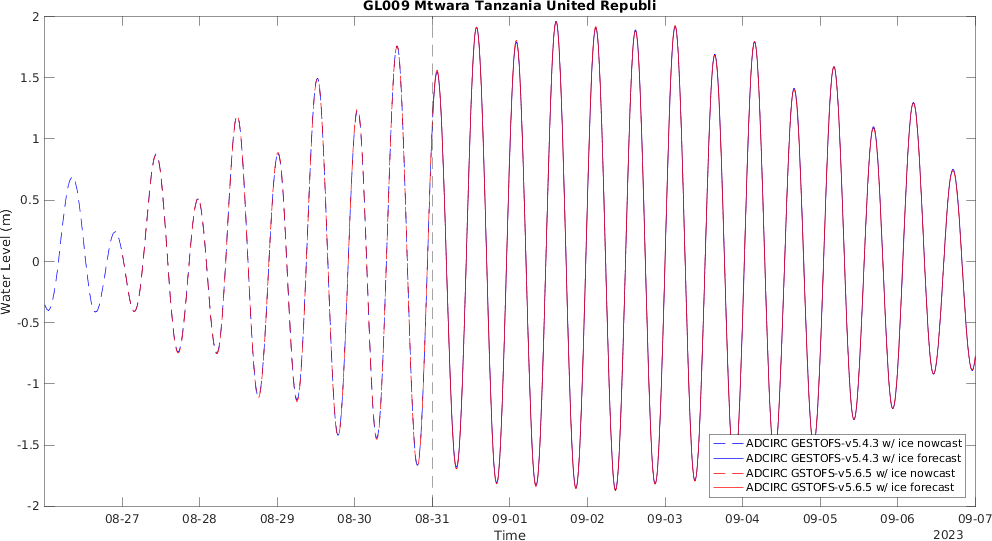 GL009 Mtwara Tanzania United Republi
2
1.5
1
0.5
0
-0.5
-1
-1.5
-2
Water Level (m)
ADCIRC GESTOFS-v5.4.3 w/ ice nowcast
ADCIRC GESTOFS-v5.4.3 w/ ice forecast
ADCIRC GSTOFS-v5.6.5 w/ ice nowcast
ADCIRC GSTOFS-v5.6.5 w/ ice forecast
08-27 08-28 08-29 08-30 08-31 09-01 09-02 09-03 09-04 09-05 09-06 09-07
Time
2023